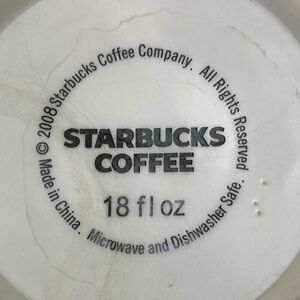 © 2008 Starbucks Coffee Company. All Rights Reserved
STARBUCKS
COFFEE
18 fl oz
Made in China. Microwave and Dishwasher Safe.